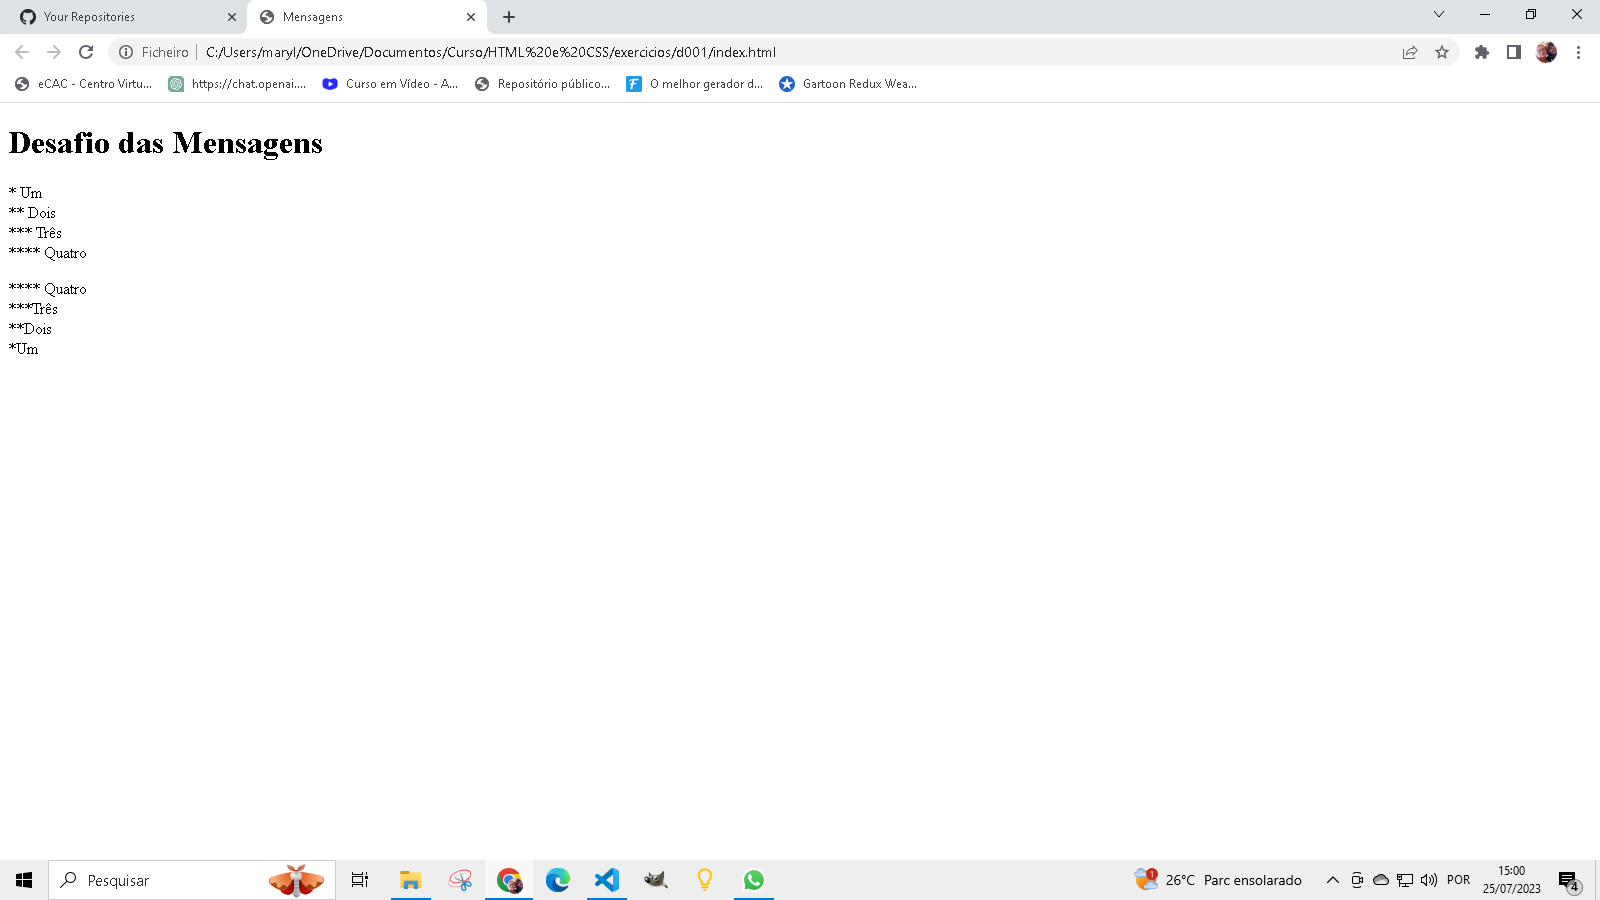 Your Repositories
Mensagens
Ficheiro
C:/Users/maryl/OneDrive/Documentos/Curso/HTML%20e%20CSS/exercicios/d001/index.html
eCAC - Centro Virtu...
https://chat.openai....
Curso em Vídeo - A...
Repositório público...
O melhor gerador d...
Gartoon Redux Wea...
Desafio das Mensagens
* Um
** Dois
*** Três
**** Quatro
**** Quatro
***Três
**Dois
*Um
Pesquisar
1
26°C Parc ensolarado
POR
15:00
25/07/2023
4